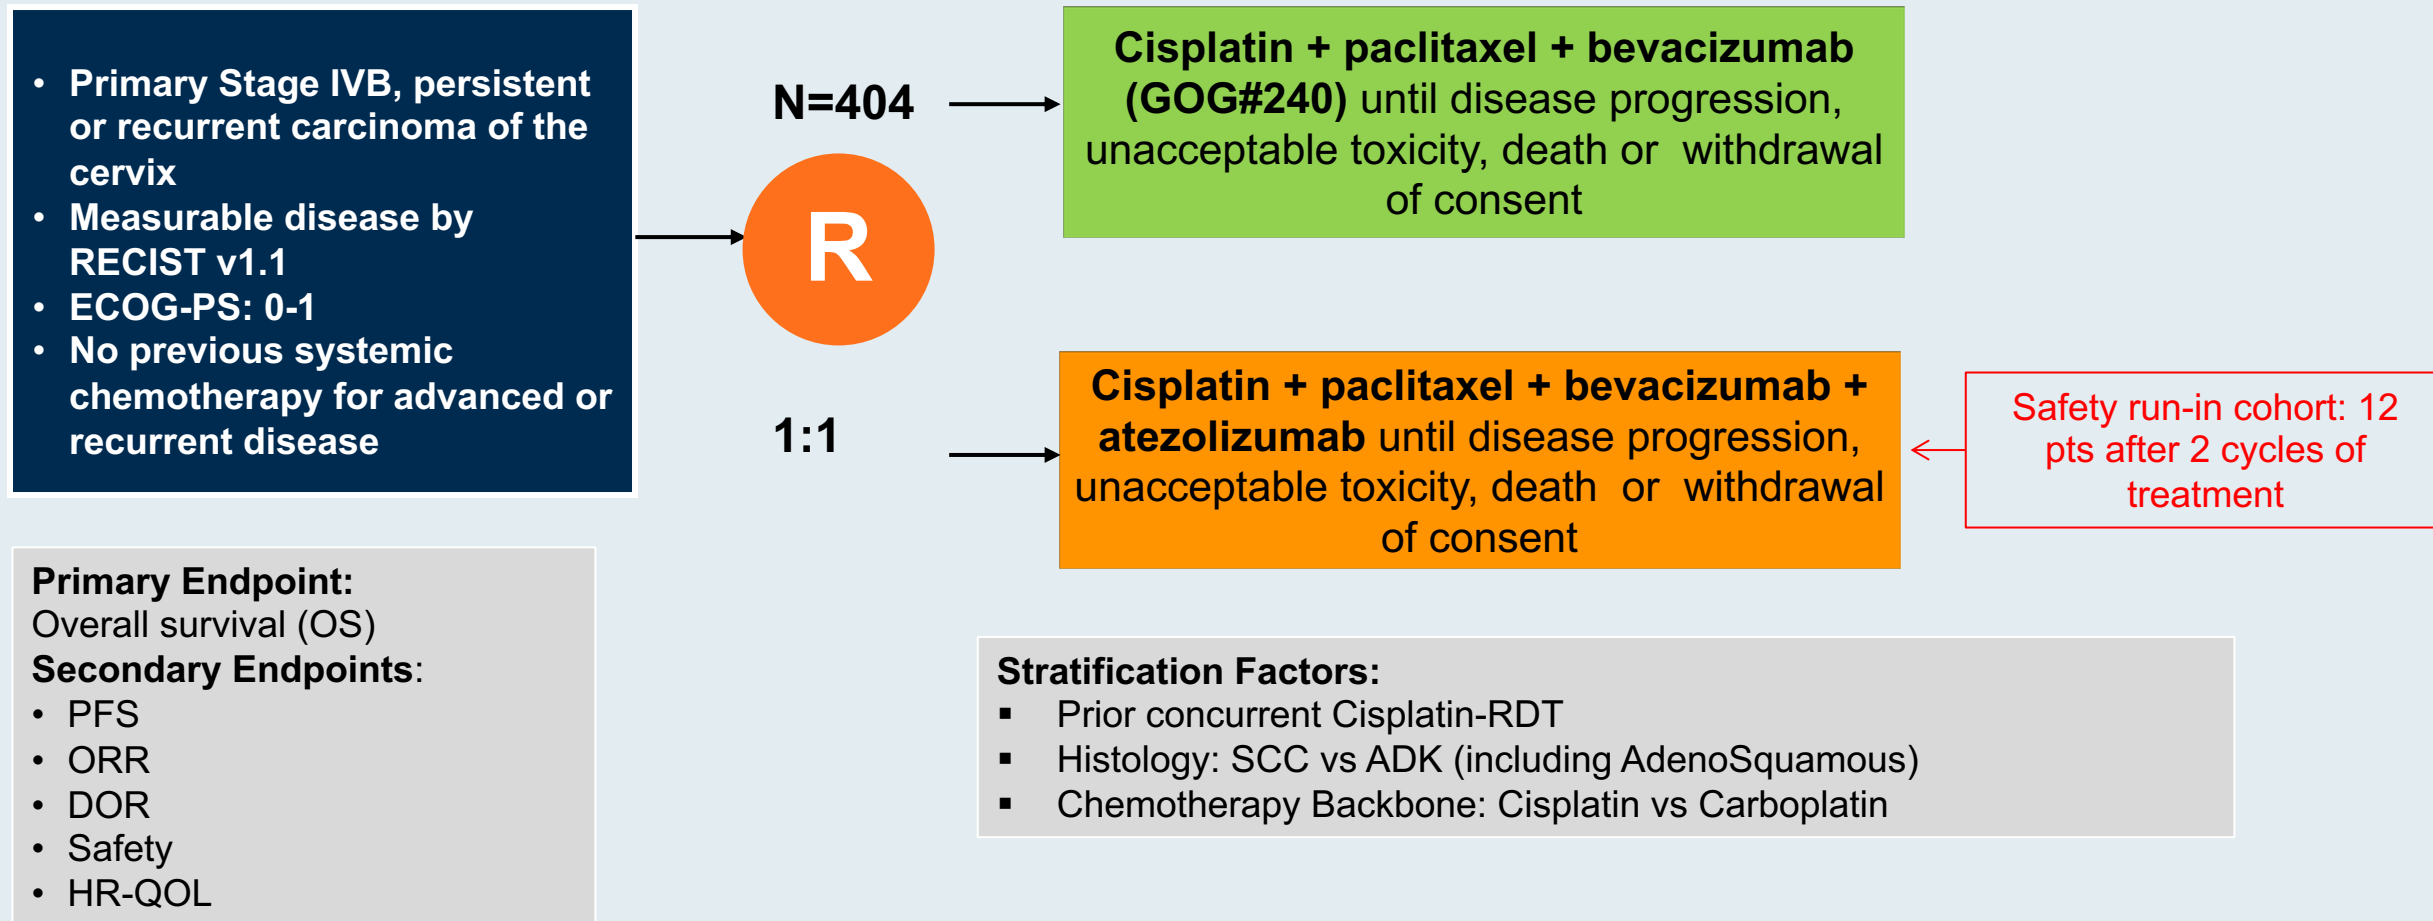 • Primary Stage IVB, persistent
or recurrent carcinoma of the
cervix
• Measurable disease by
RECIST v1.1
• ECOG-PS: 0-1
• No previous systemic
chemotherapy for advanced or
recurrent disease
N=404
R
1:1
Cisplatin + paclitaxel + bevacizumab
(GOG#240) until disease progression,
unacceptable toxicity, death or withdrawal
of consent
Cisplatin + paclitaxel + bevacizumab +
atezolizumab until disease progression,
unacceptable toxicity, death or withdrawal
of consent
Safety run-in cohort: 12
pts after 2 cycles of
treatment
Primary Endpoint:
Overall survival (OS)
Secondary Endpoints:
• PFS
• ORR
• DOR
• Safety
• HR-QOL
Stratification Factors:
▪ Prior concurrent Cisplatin-RDT
▪ Histology: SCC vs ADK (including AdenoSquamous)
▪ Chemotherapy Backbone: Cisplatin vs Carboplatin